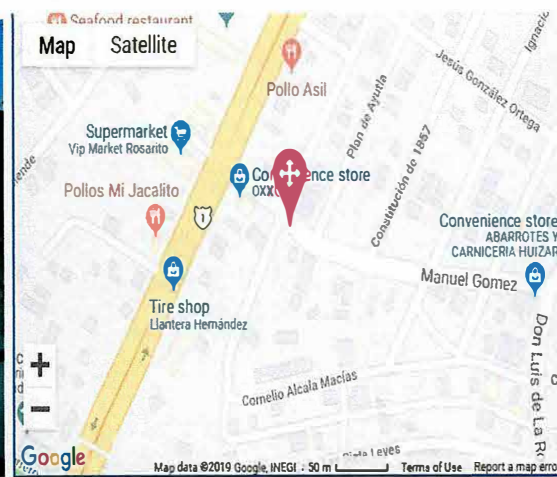 Seafood restaurant
Map Satellite
Pollo Asil
Supermarket
Vip Market Rosarito
Pollos Mi Jacalito
1
Convenience store
OXXO
Tire shop
Llantera Hernández
Plan de Ayutla
Constitución de 1857
Jesús González Ortega
Ignacio
Convenience store
ABARROTES Y
CARNICERIA HUIZAR
Manuel Gomez
Don Luis de La Ro
Cornelio Alcala Macías
Leyes
+
−
Google
Map data ©2019 Google, INEGI 50 m Terms of Use Report a map erro